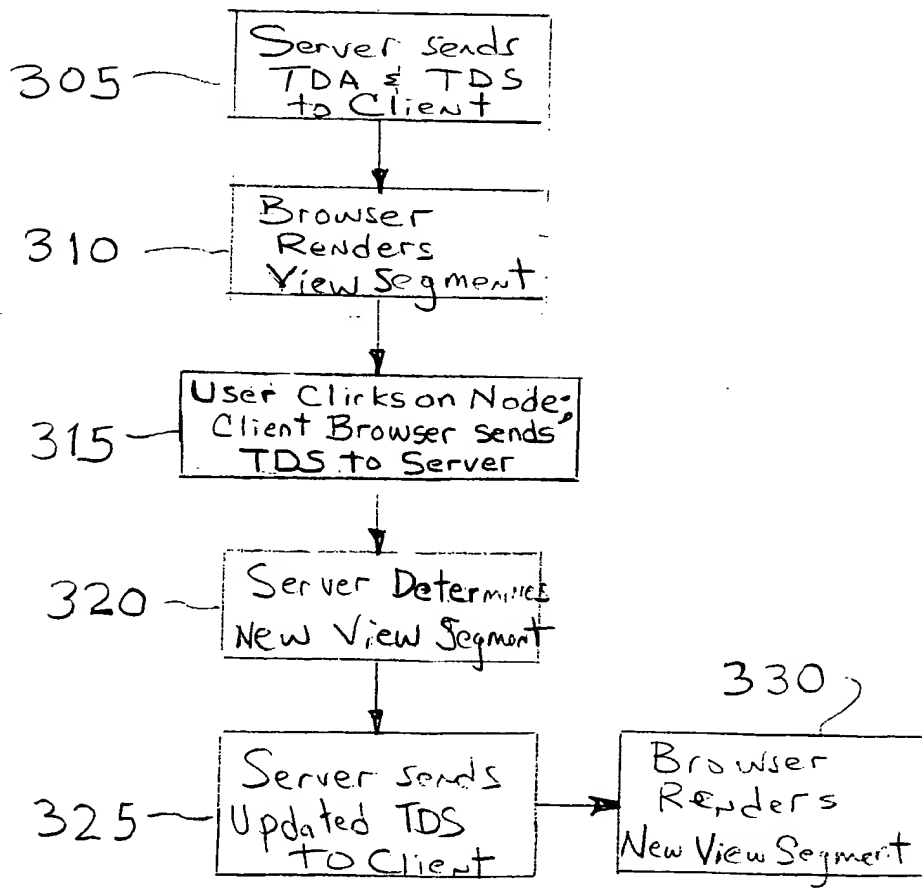 305
Server sends
TDA & TDS
to Client
310
Browser
Renders
View Segment
315
User Clicks on Node;
Client Browser sends
TDS to Server
320
Server Determines
New View Segment
325
Server sends
Updated TDS
TO Client
330
Browser
Renders
New View Segment